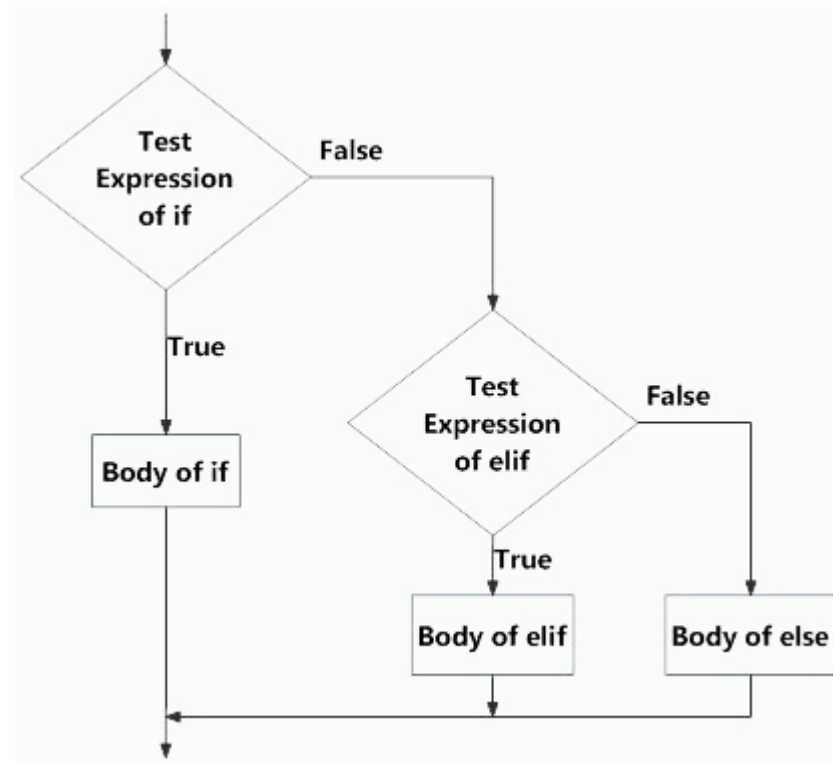 Test
Expression
of if
False
True
Body of if
Test
Expression
of elif
False
True
Body of elif
Body of else